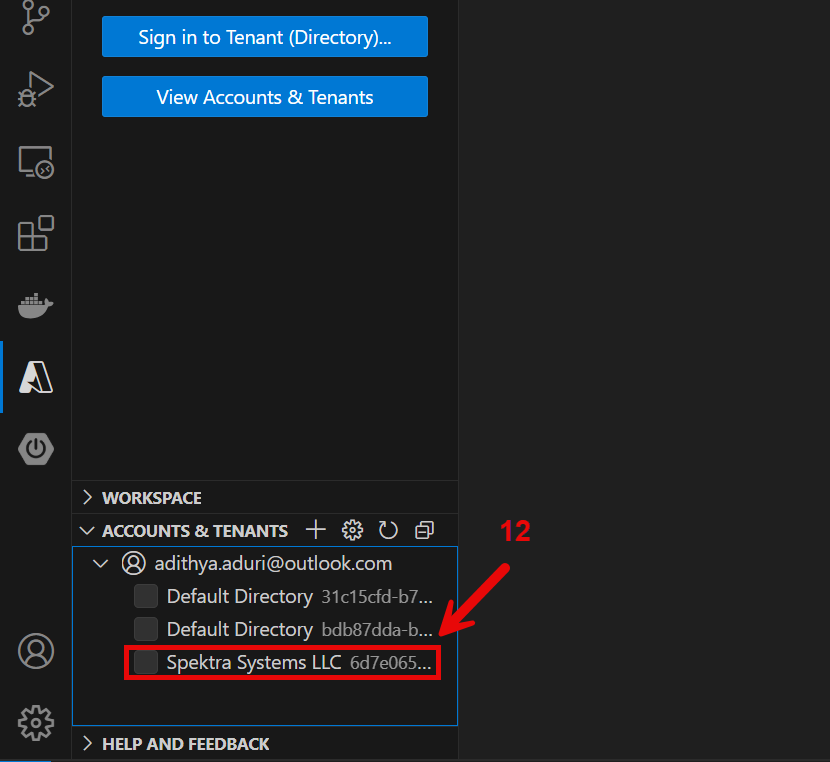 Sign in to Tenant (Directory)...
View Accounts & Tenants
WORKSPACE
ACCOUNTS & TENANTS
12
adithya.aduri@outlook.com
Default Directory 31c15cfd-b7...
Default Directory bdb87dda-b...
Spektra Systems LLC 6d7e065...
HELP AND FEEDBACK